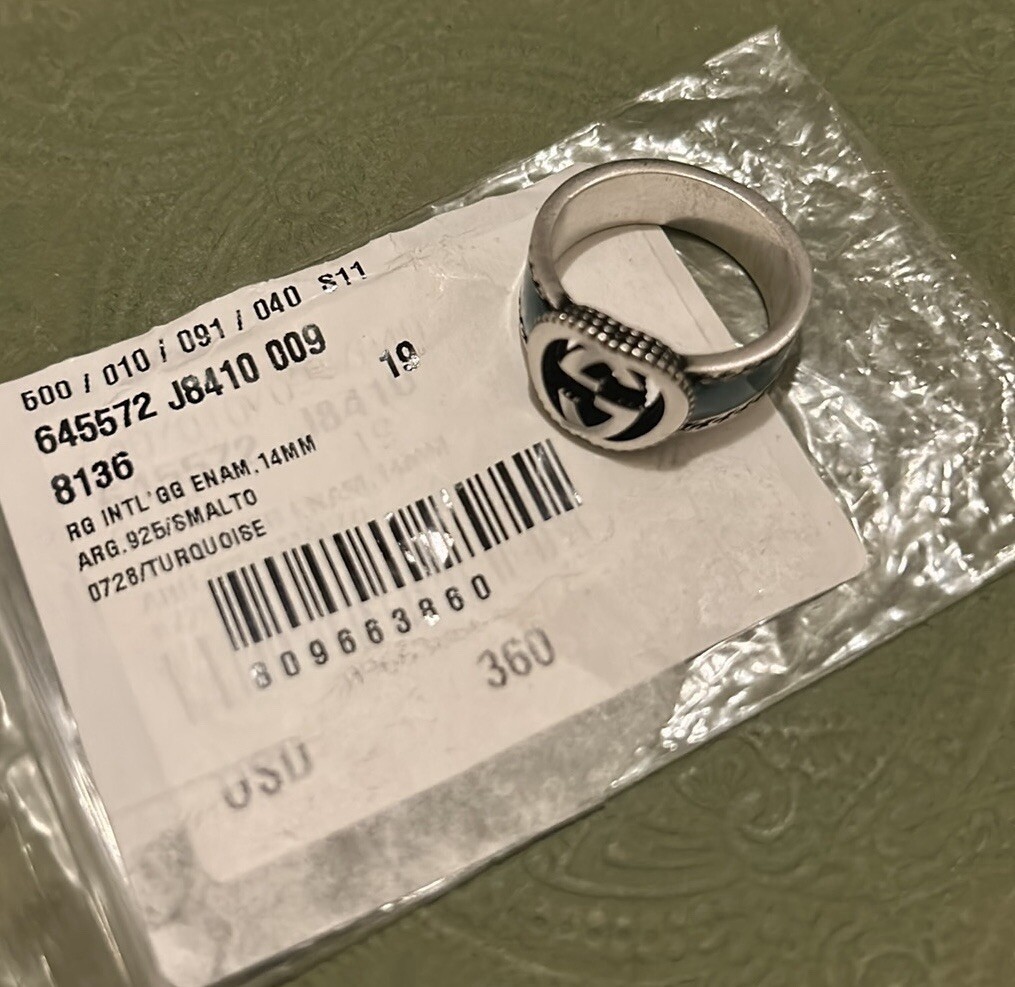 500 / 010 / 091 / 040 S11
645572 J8410 009
8136 19
RG INTL'GG ENAM.14MM
ARG.925/SMALTO
0728/TURQUOISE
809663860
USD 360